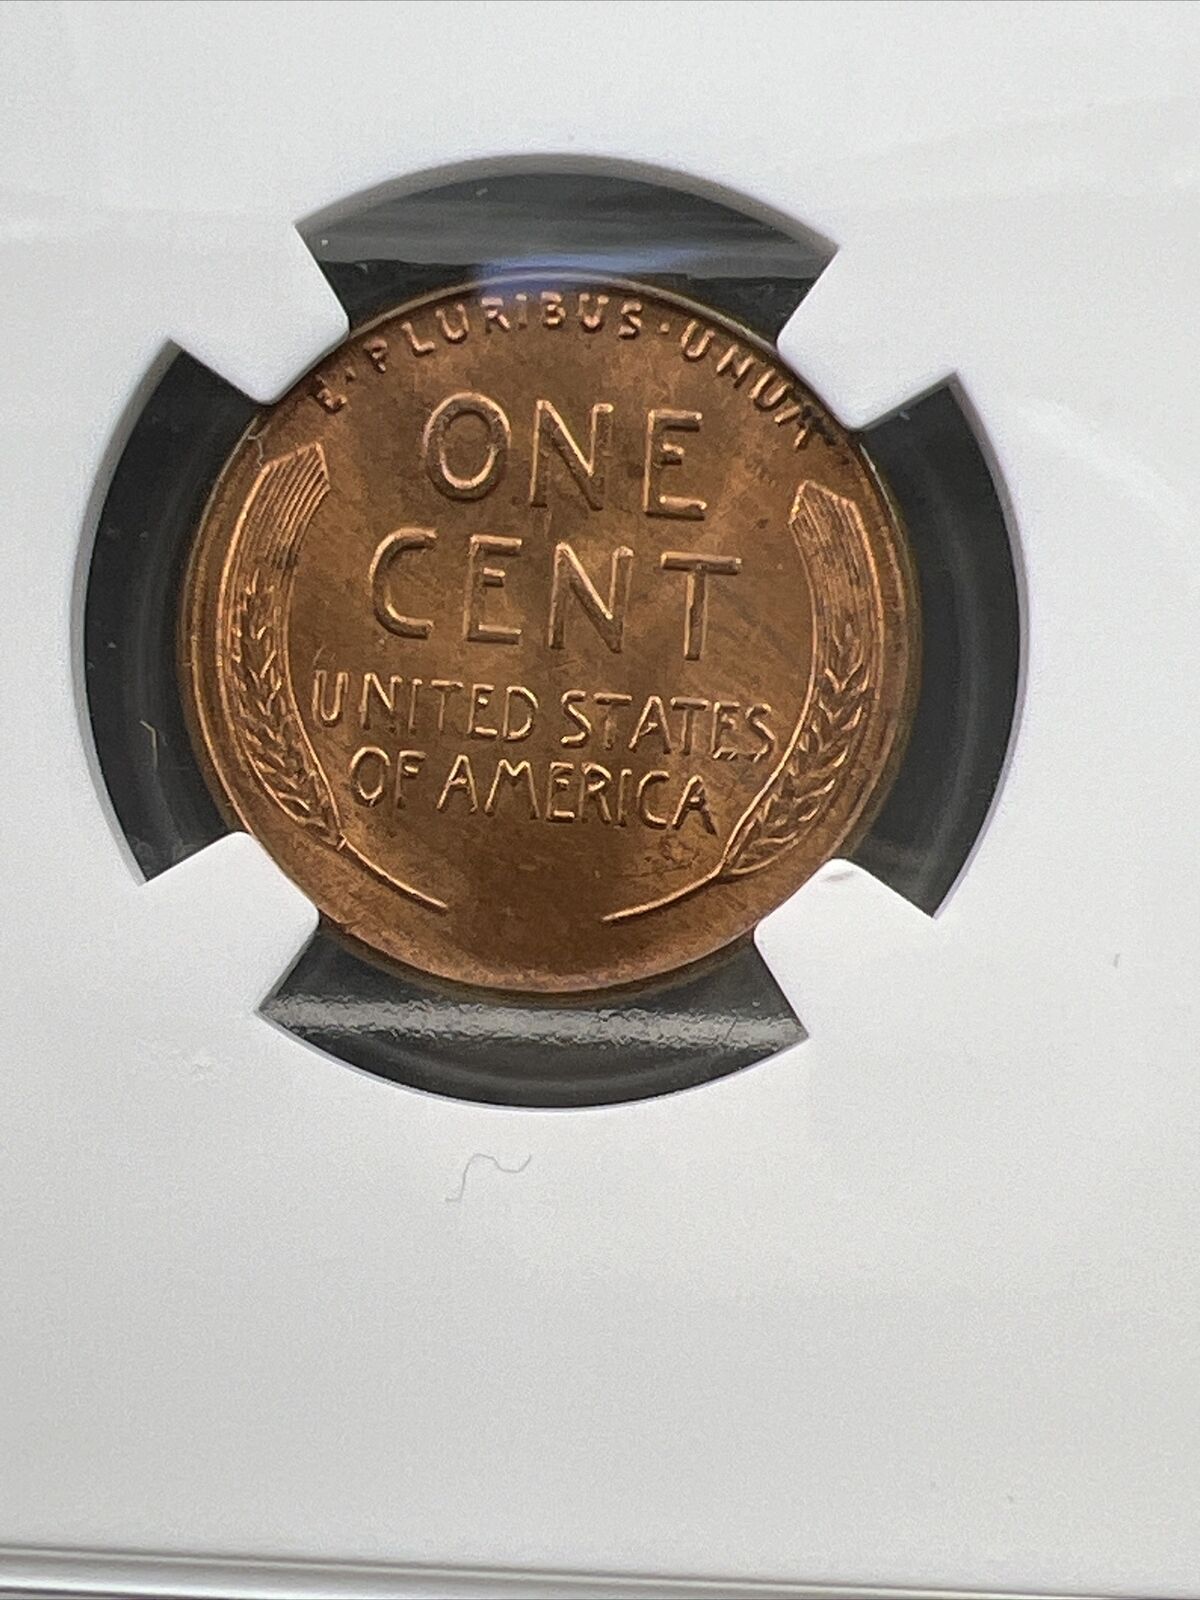 E·PLURIBUS·UNUM
ONE
CENT
UNITED STATES
OF AMERICA